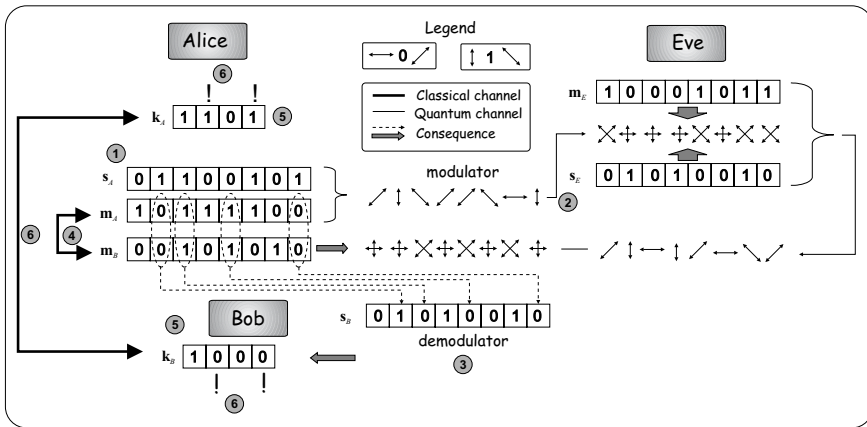 Alice
Legend
Eve
0
1
6
! !
Classical channel
Quantum channel
Consequence
m_E 1 0 0 0 1 0 1 1
k_A 1 1 0 1
5
1
s_A 0 1 1 0 0 1 0 1
modulator
s_E 0 1 0 1 0 0 1 0
2
m_A 1 0 1 1 1 1 0 0
6
4
m_B 0 0 1 0 1 0 1 0
5
Bob
s_B 0 1 0 1 0 0 1 0
demodulator
3
k_B 1 0 0 0
! !
6